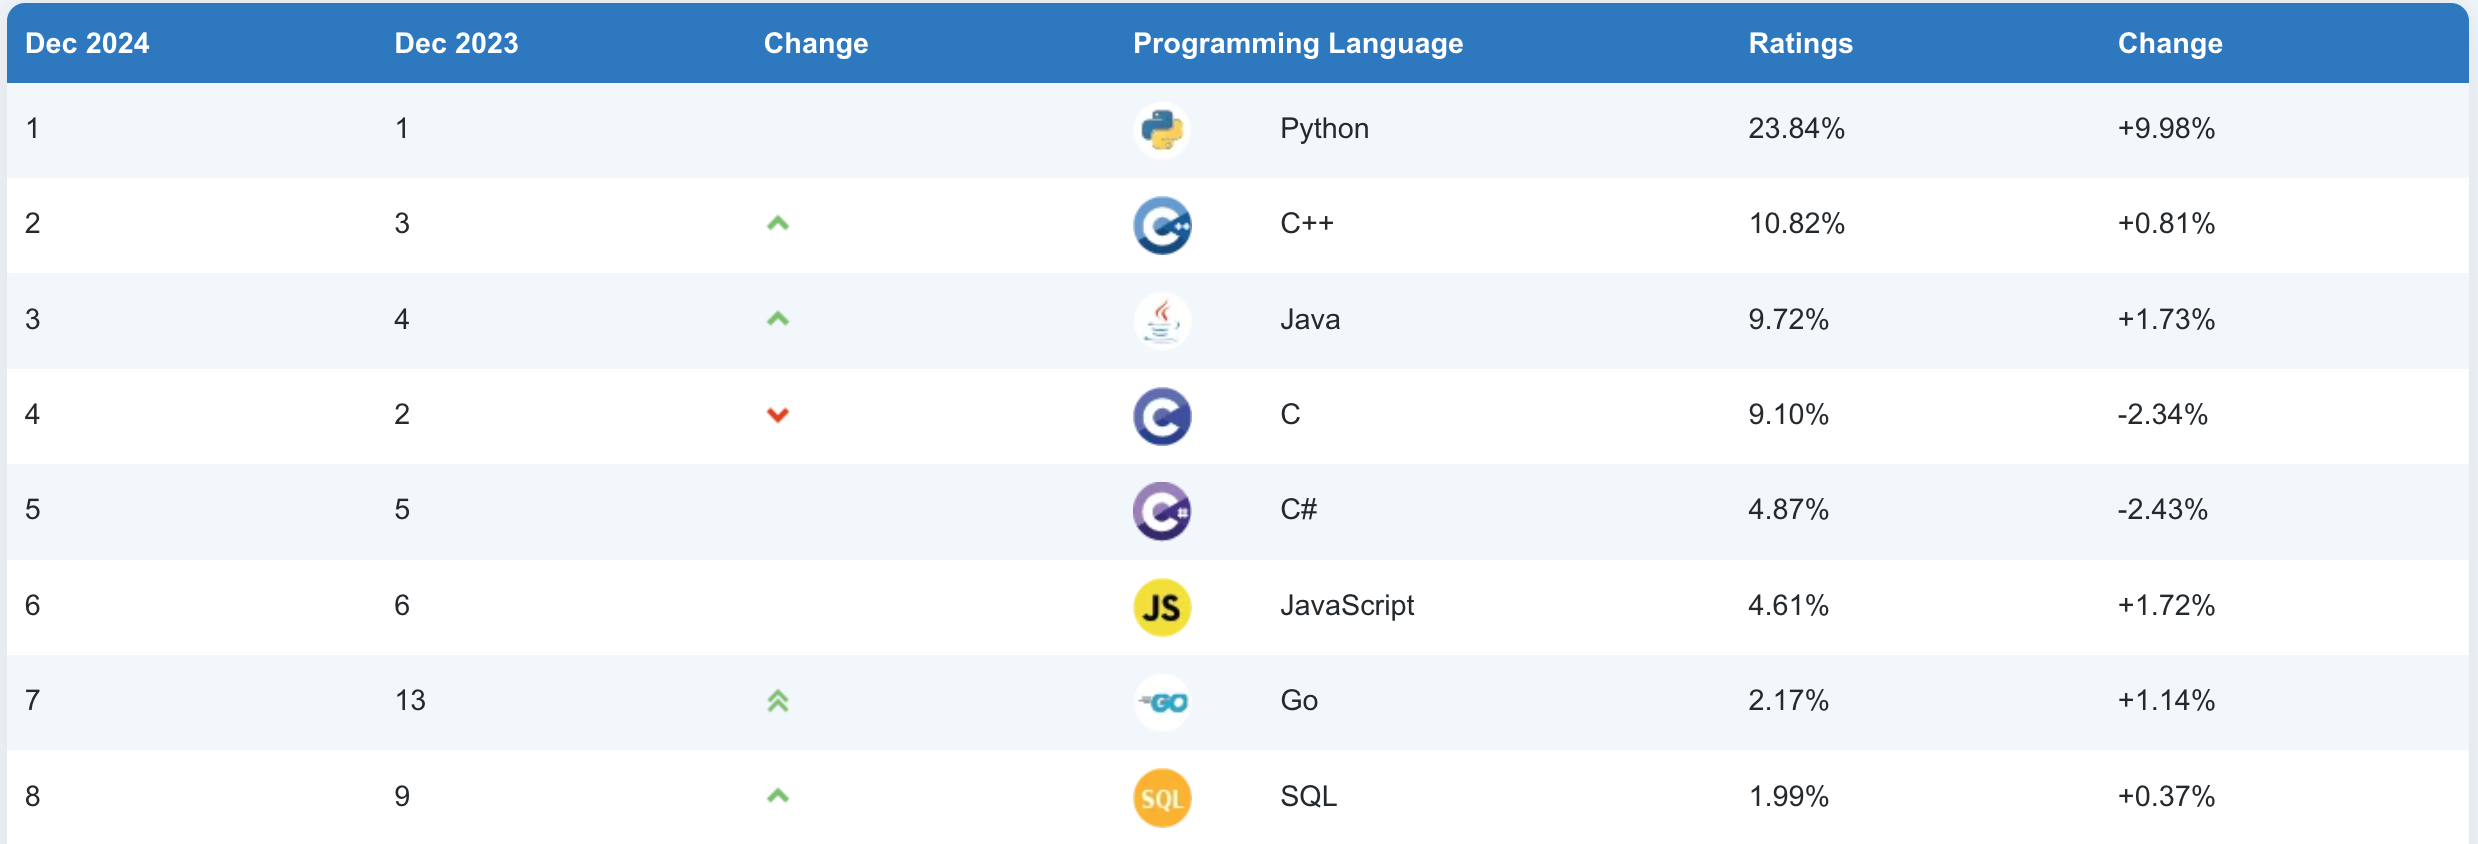 Dec 2024 Dec 2023 Change Programming Language Ratings Change
1 1 Python 23.84% +9.98%
2 3 C++ C++ 10.82% +0.81%
3 4 Java 9.72% +1.73%
4 2 C C 9.10% -2.34%
5 5 C# C# 4.87% -2.43%
6 6 JS JavaScript 4.61% +1.72%
7 13 GO Go 2.17% +1.14%
8 9 SQL SQL 1.99% +0.37%